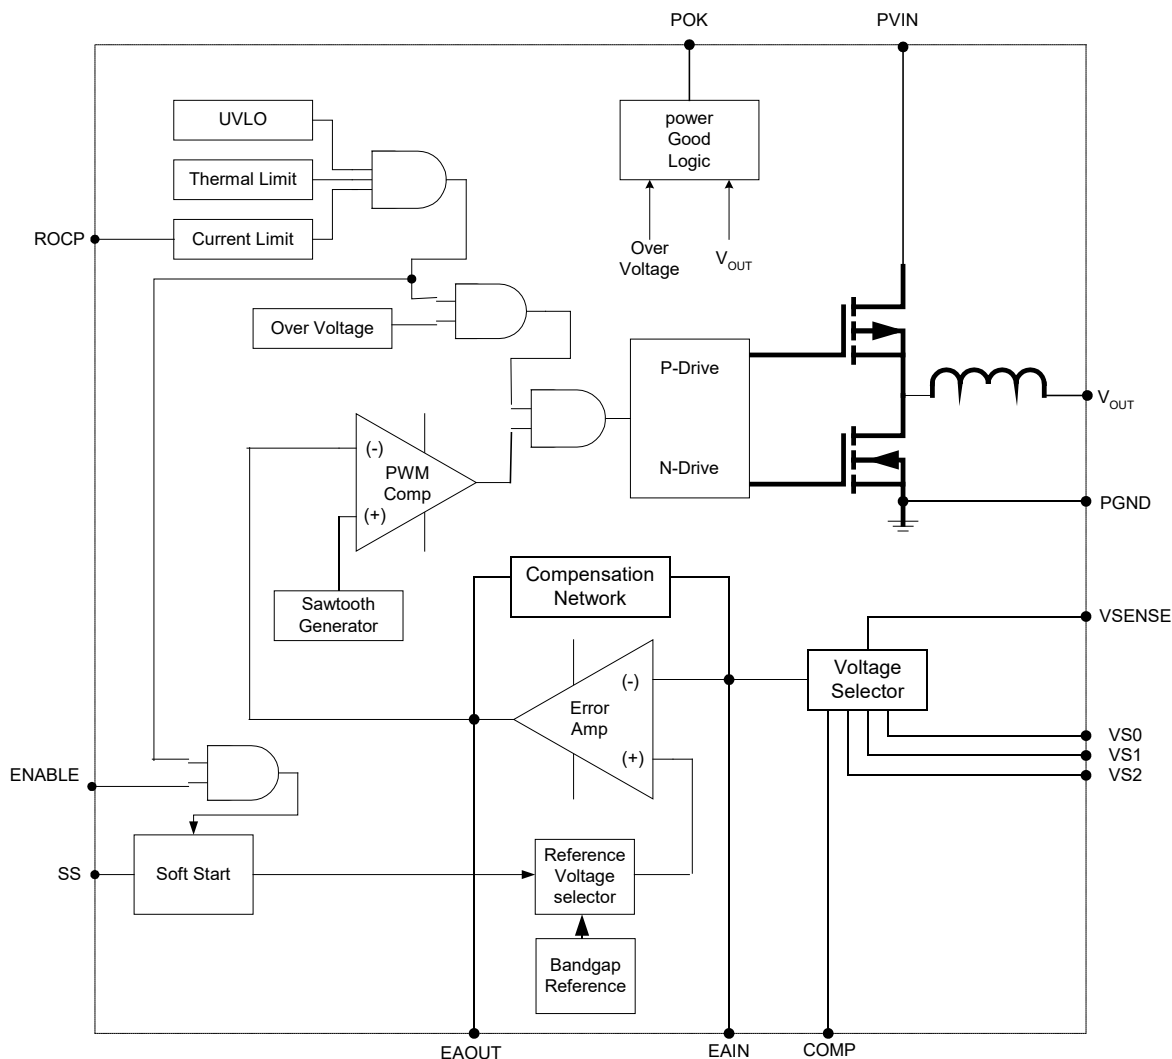 POK
PVIN
UVLO
Thermal Limit
Current Limit
ROCP
power
Good
Logic
Over
Voltage
VOUT
Over Voltage
P-Drive
N-Drive
VOUT
PGND
(-)
PWM
Comp
(+)
Sawtooth
Generator
Compensation
Network
VSENSE
Voltage
Selector
(-)
Error
Amp
(+)
VS0
VS1
VS2
ENABLE
SS
Soft Start
Reference
Voltage
selector
Bandgap
Reference
EAOUT
EAIN
COMP